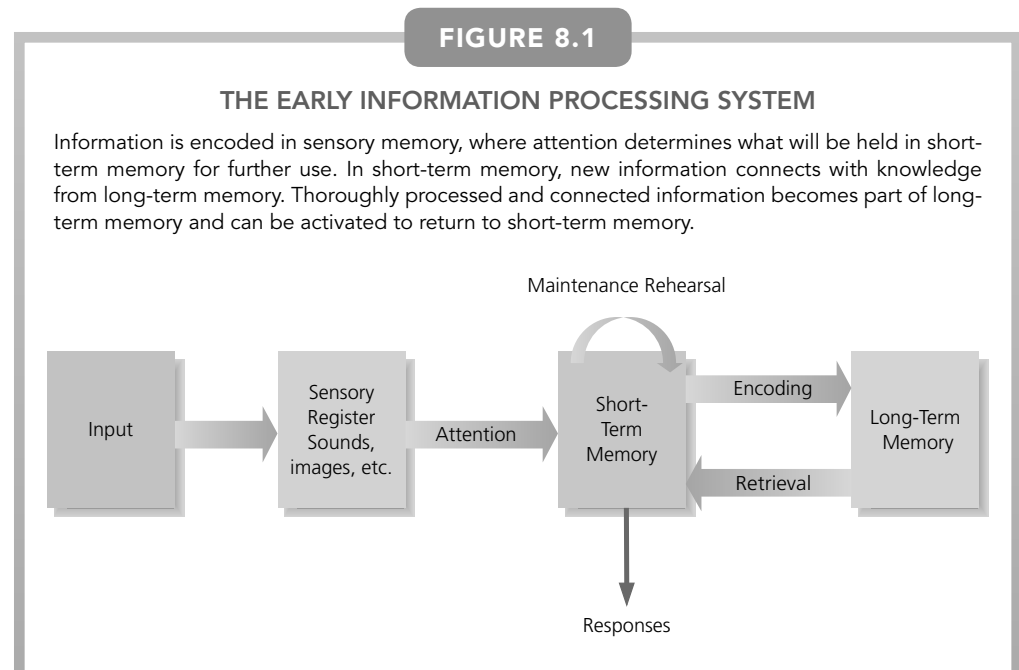 FIGURE 8.1
THE EARLY INFORMATION PROCESSING SYSTEM
Information is encoded in sensory memory, where attention determines what will be held in short-
term memory for further use. In short-term memory, new information connects with knowledge
from long-term memory. Thoroughly processed and connected information becomes part of long-
term memory and can be activated to return to short-term memory.
Maintenance Rehearsal
Input
Sensory
Register
Sounds,
images, etc.
Attention
Short-
Term
Memory
Encoding
Retrieval
Long-Term
Memory
Responses